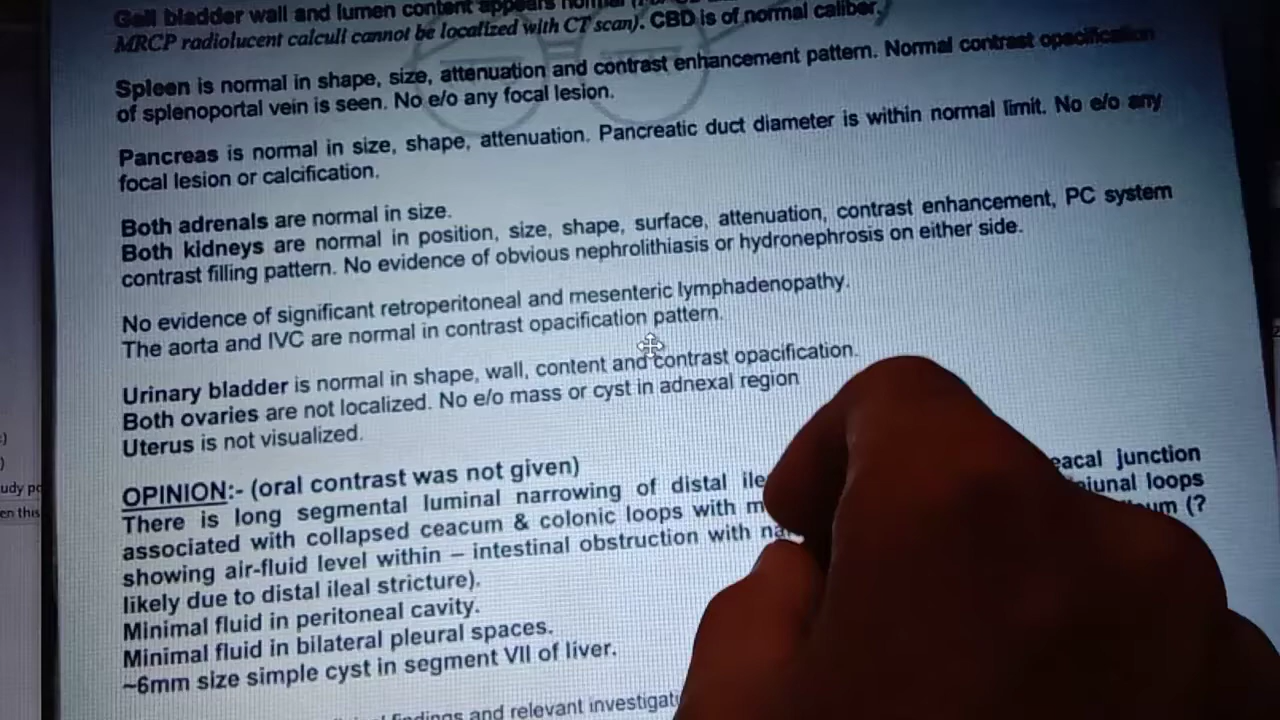 Gall bladder wall and lumen content appears normal
MRCP radiolucent calculi cannot be localized with CT scan). CBD is of normal caliber.
Spleen is normal in shape, size, attenuation and contrast enhancement pattern. Normal contrast opacification
of splenoportal vein is seen. No e/o any focal lesion.
Pancreas is normal in size, shape, attenuation. Pancreatic duct diameter is within normal limit. No e/o any
focal lesion or calcification.
Both adrenals are normal in size.
Both kidneys are normal in position, size, shape, surface, attenuation, contrast enhancement, PC system
contrast filling pattern. No evidence of obvious nephrolithiasis or hydronephrosis on either side.
No evidence of significant retroperitoneal and mesenteric lymphadenopathy.
The aorta and IVC are normal in contrast opacification pattern.
Urinary bladder is normal in shape, wall, content and contrast opacification.
Both ovaries are not localized. No e/o mass or cyst in adnexal region
Uterus is not visualized.
OPINION:- (oral contrast was not given)
There is long segmental luminal narrowing of distal junction
associated with collapsed ceacum & colonic loops with loops
showing air-fluid level within – intestinal obstruction with (?
likely due to distal ileal stricture).
Minimal fluid in peritoneal cavity.
Minimal fluid in bilateral pleural spaces.
~6mm size simple cyst in segment VII of liver.
findings and relevant
:)
)
udy po
en this